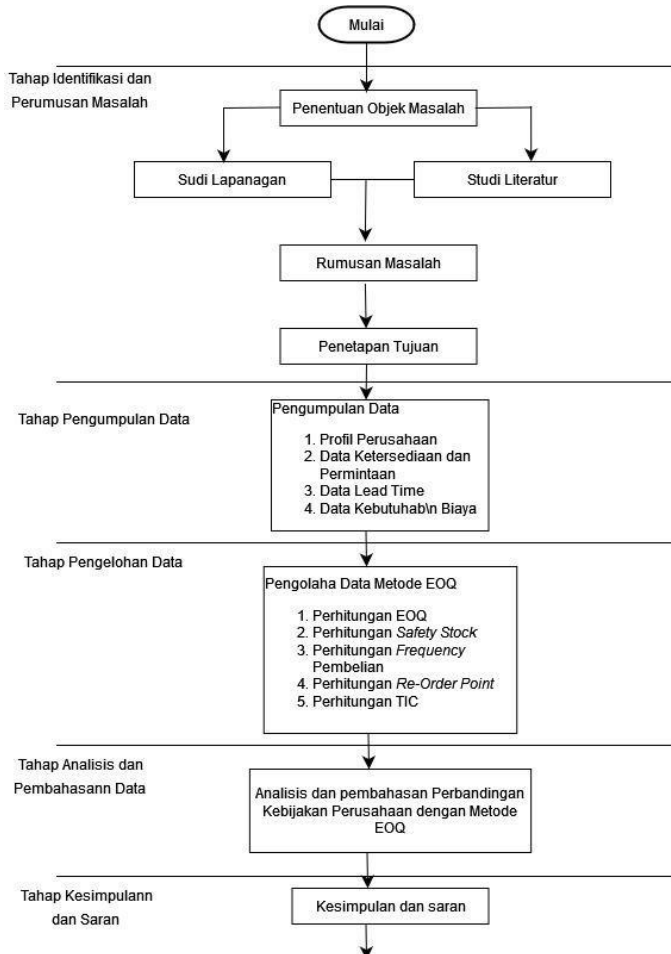 Mulai
Tahap Identifikasi dan
Perumusan Masalah
Penentuan Objek Masalah
Sudi Lapanagan
Studi Literatur
Rumusan Masalah
Penetapan Tujuan
Tahap Pengumpulan Data
Pengumpulan Data
1. Profil Perusahaan
2. Data Ketersediaan dan
Permintaan
3. Data Lead Time
4. Data Kebutuhab\n Biaya
Tahap Pengelohan Data
Pengolaha Data Metode EOQ
1. Perhitungan EOQ
2. Perhitungan Safety Stock
3. Perhitungan Frequency
Pembelian
4. Perhitungan Re-Order Point
5. Perhitungan TIC
Tahap Analisis dan
Pembahasann Data
Analisis dan pembahasan Perbandingan
Kebijakan Perusahaan dengan Metode
EOQ
Tahap Kesimpulann
dan Saran
Kesimpulan dan saran